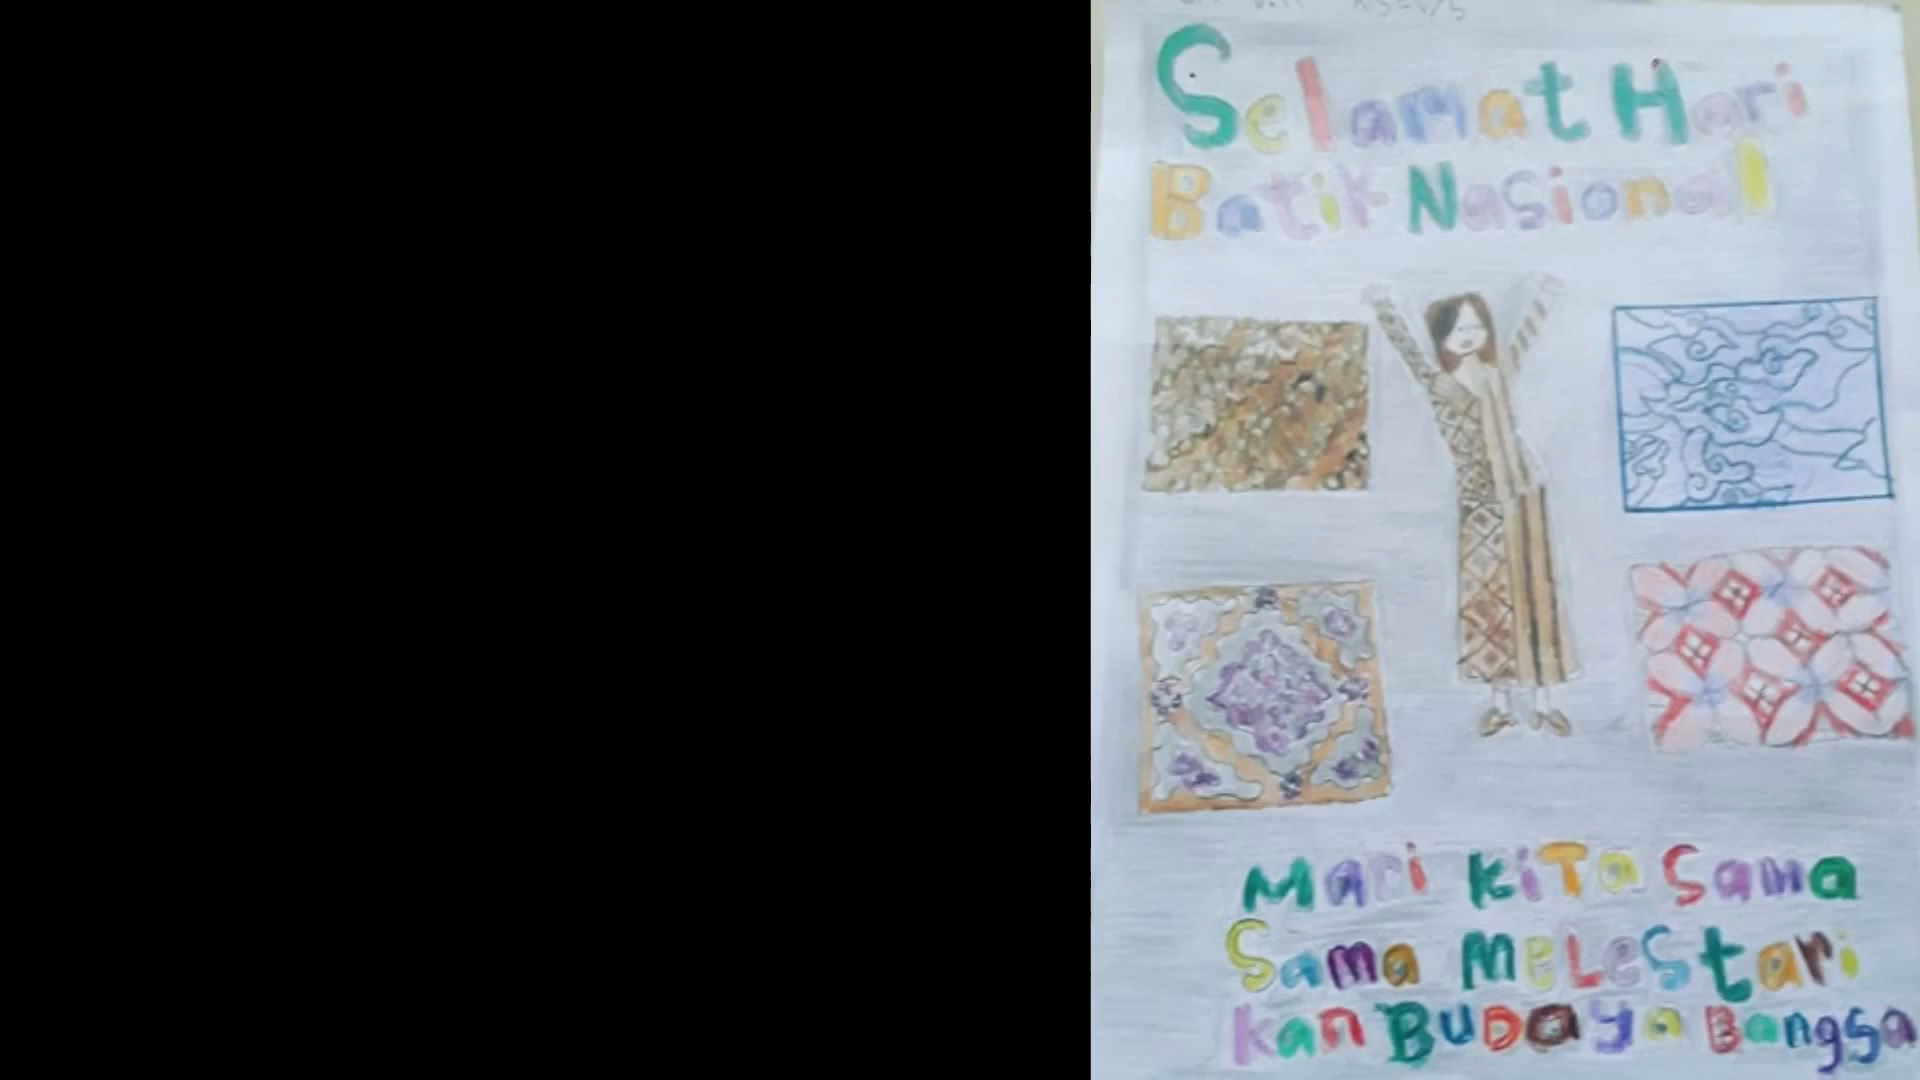 Selamat Hari
Batik Nasional
Mari Kita Sama
Sama Melestari
kan Budaya Bangsa